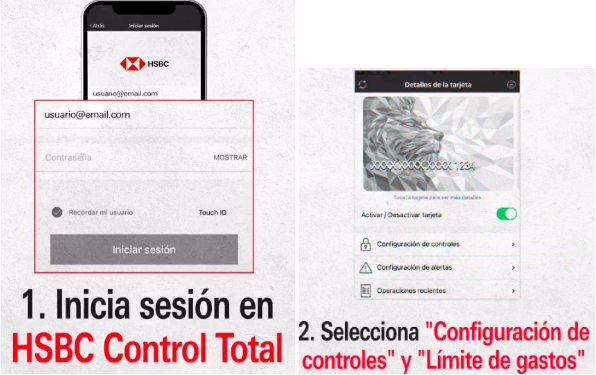 Atrás Iniciar sesión
HSBC
usuario@email.com
usuario@email.com
Contraseña MOSTRAR
Recordar mi usuario Touch ID
Iniciar sesión
1. Inicia sesión en
HSBC Control Total
Detalles de la tarjeta
XXXX XXXX XXXX 1234
Toca la tarjeta para ver más detalles.
Activar / Desactivar tarjeta
Configuración de controles
Configuración de alertas
Operaciones recientes
2. Selecciona "Configuración de
controles" y "Límite de gastos"